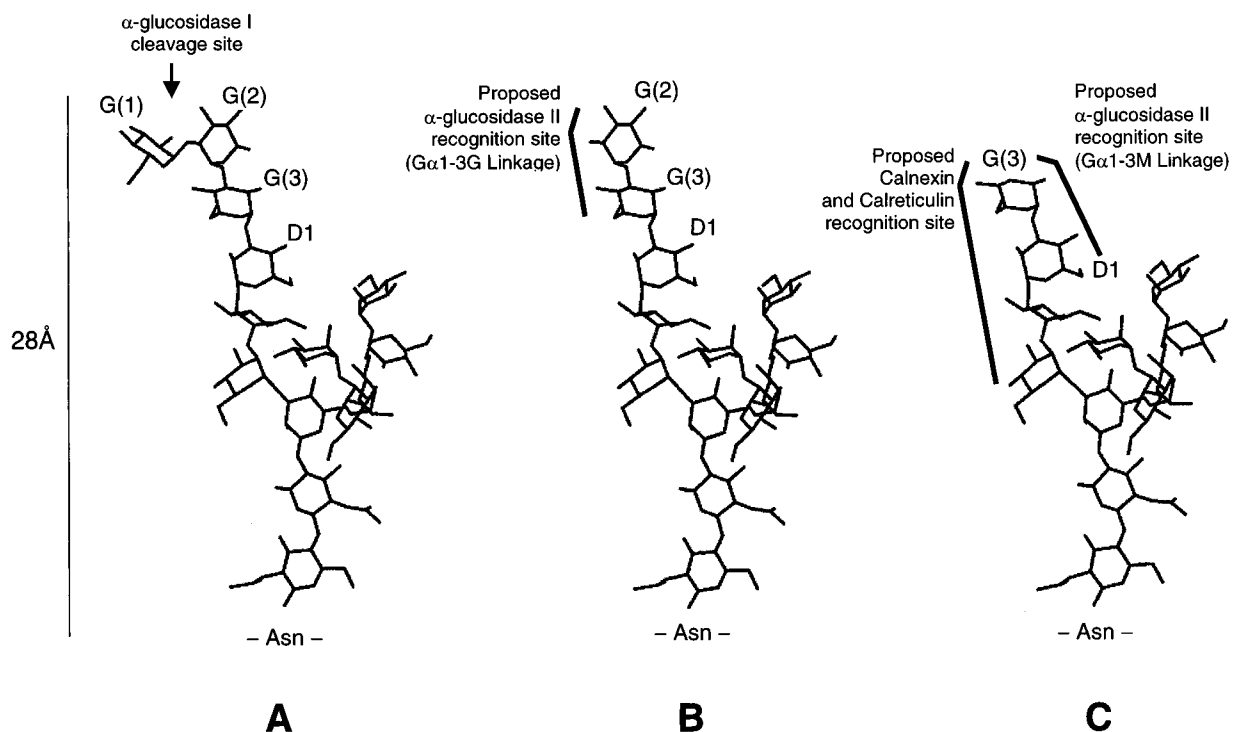 α-glucosidase I
cleavage site
G(1)
G(2)
G(3)
D1
28Å
– Asn –
A
Proposed
α-glucosidase II
recognition site
(Gα1-3G Linkage)
G(2)
G(3)
D1
– Asn –
B
Proposed
Calnexin
and Calreticulin
recognition site
G(3)
Proposed
α-glucosidase II
recognition site
(Gα1-3M Linkage)
D1
– Asn –
C